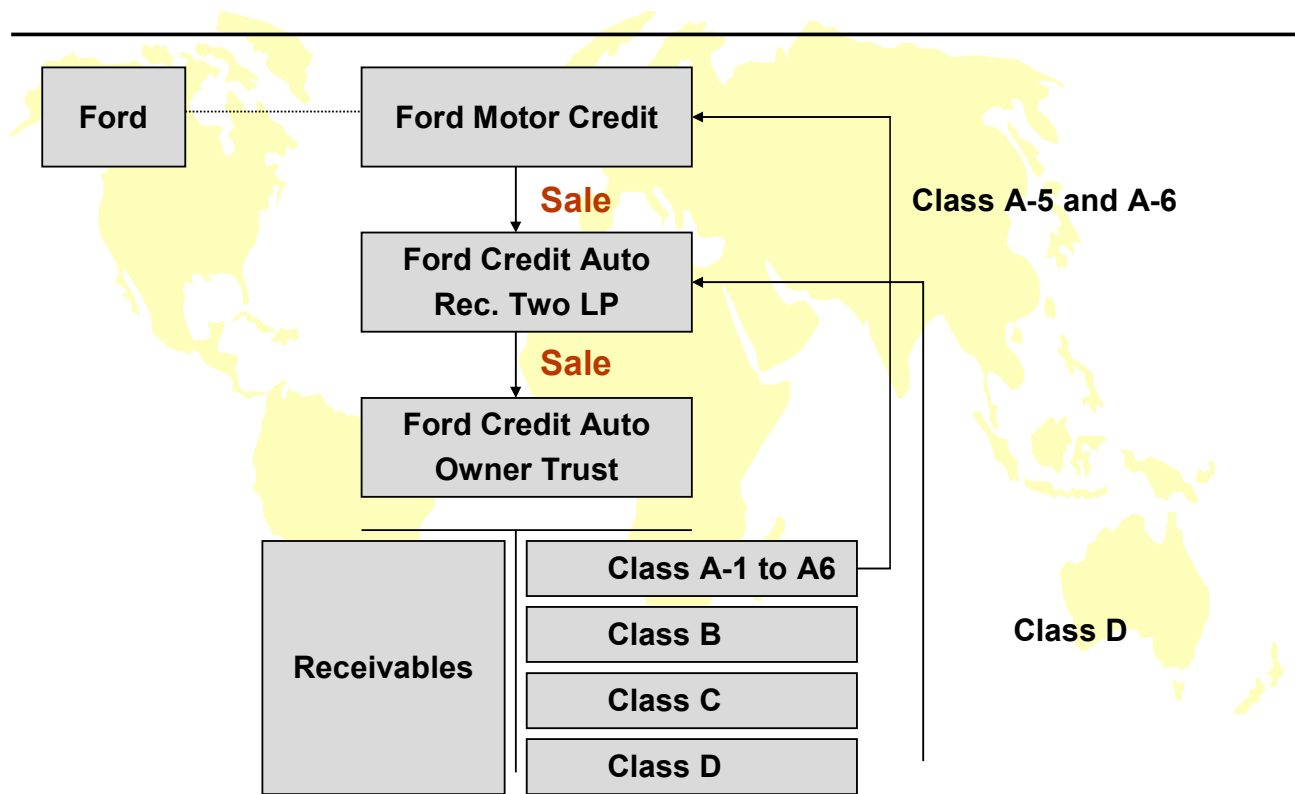 Ford
Ford Motor Credit
Sale
Class A-5 and A-6
Ford Credit Auto
Rec. Two LP
Sale
Ford Credit Auto
Owner Trust
Class A-1 to A6
Class B
Class D
Receivables
Class C
Class D